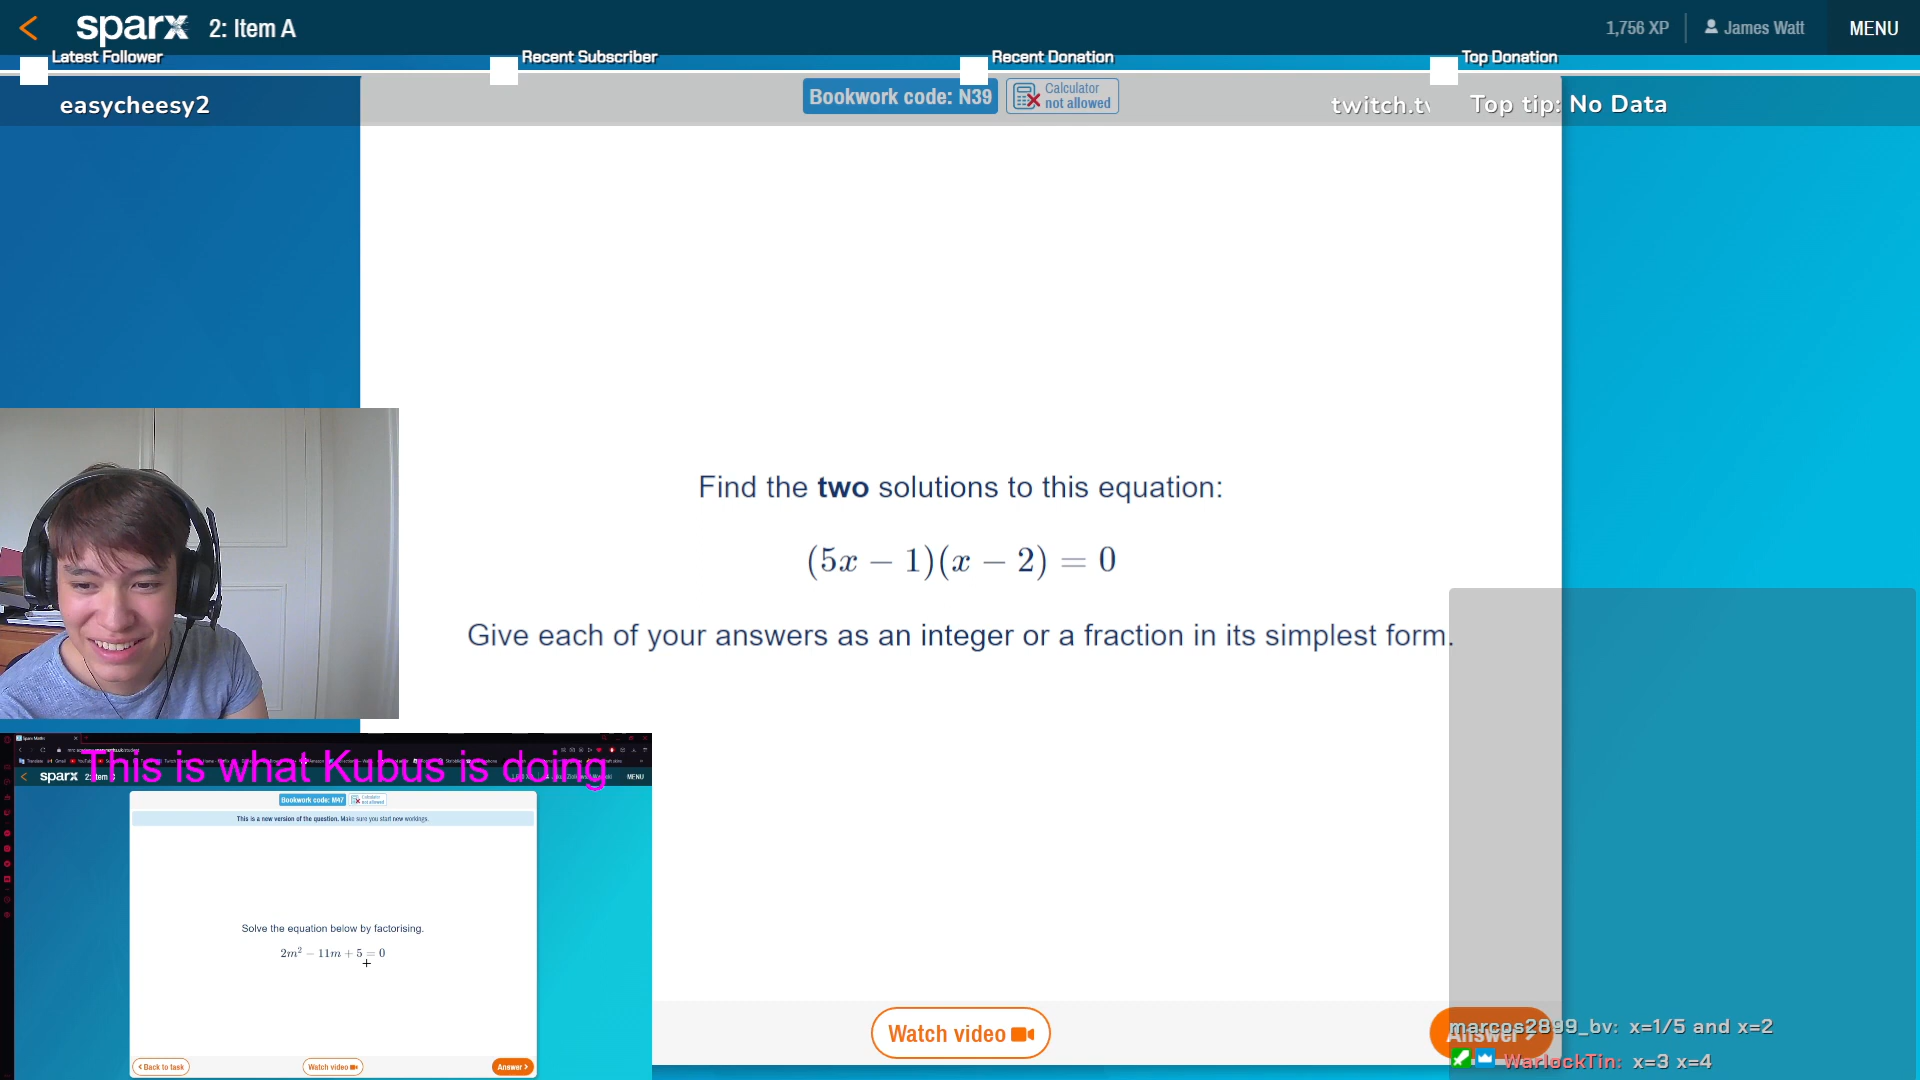 sparx 2: Item A 1,756 XP James Watt MENU
Latest Follower Recent Subscriber Recent Donation Top Donation
easycheesy2 Bookwork code: N39 Calculator not allowed twitch.tv Top tip: No Data
Find the two solutions to this equation:
(5x − 1)(x − 2) = 0
Give each of your answers as an integer or a fraction in its simplest form.
This is what Kubus is doing
sparx MENU
Bookwork code: M47 Calculator not allowed
This is a new version of the question. Make sure you start new workings.
Solve the equation below by factorising.
2m² − 11m + 5 = 0
Back to task Watch video Answer
Watch video Answer
marcos2899_bv: x=1/5 and x=2
WarlockTin: x=3 x=4